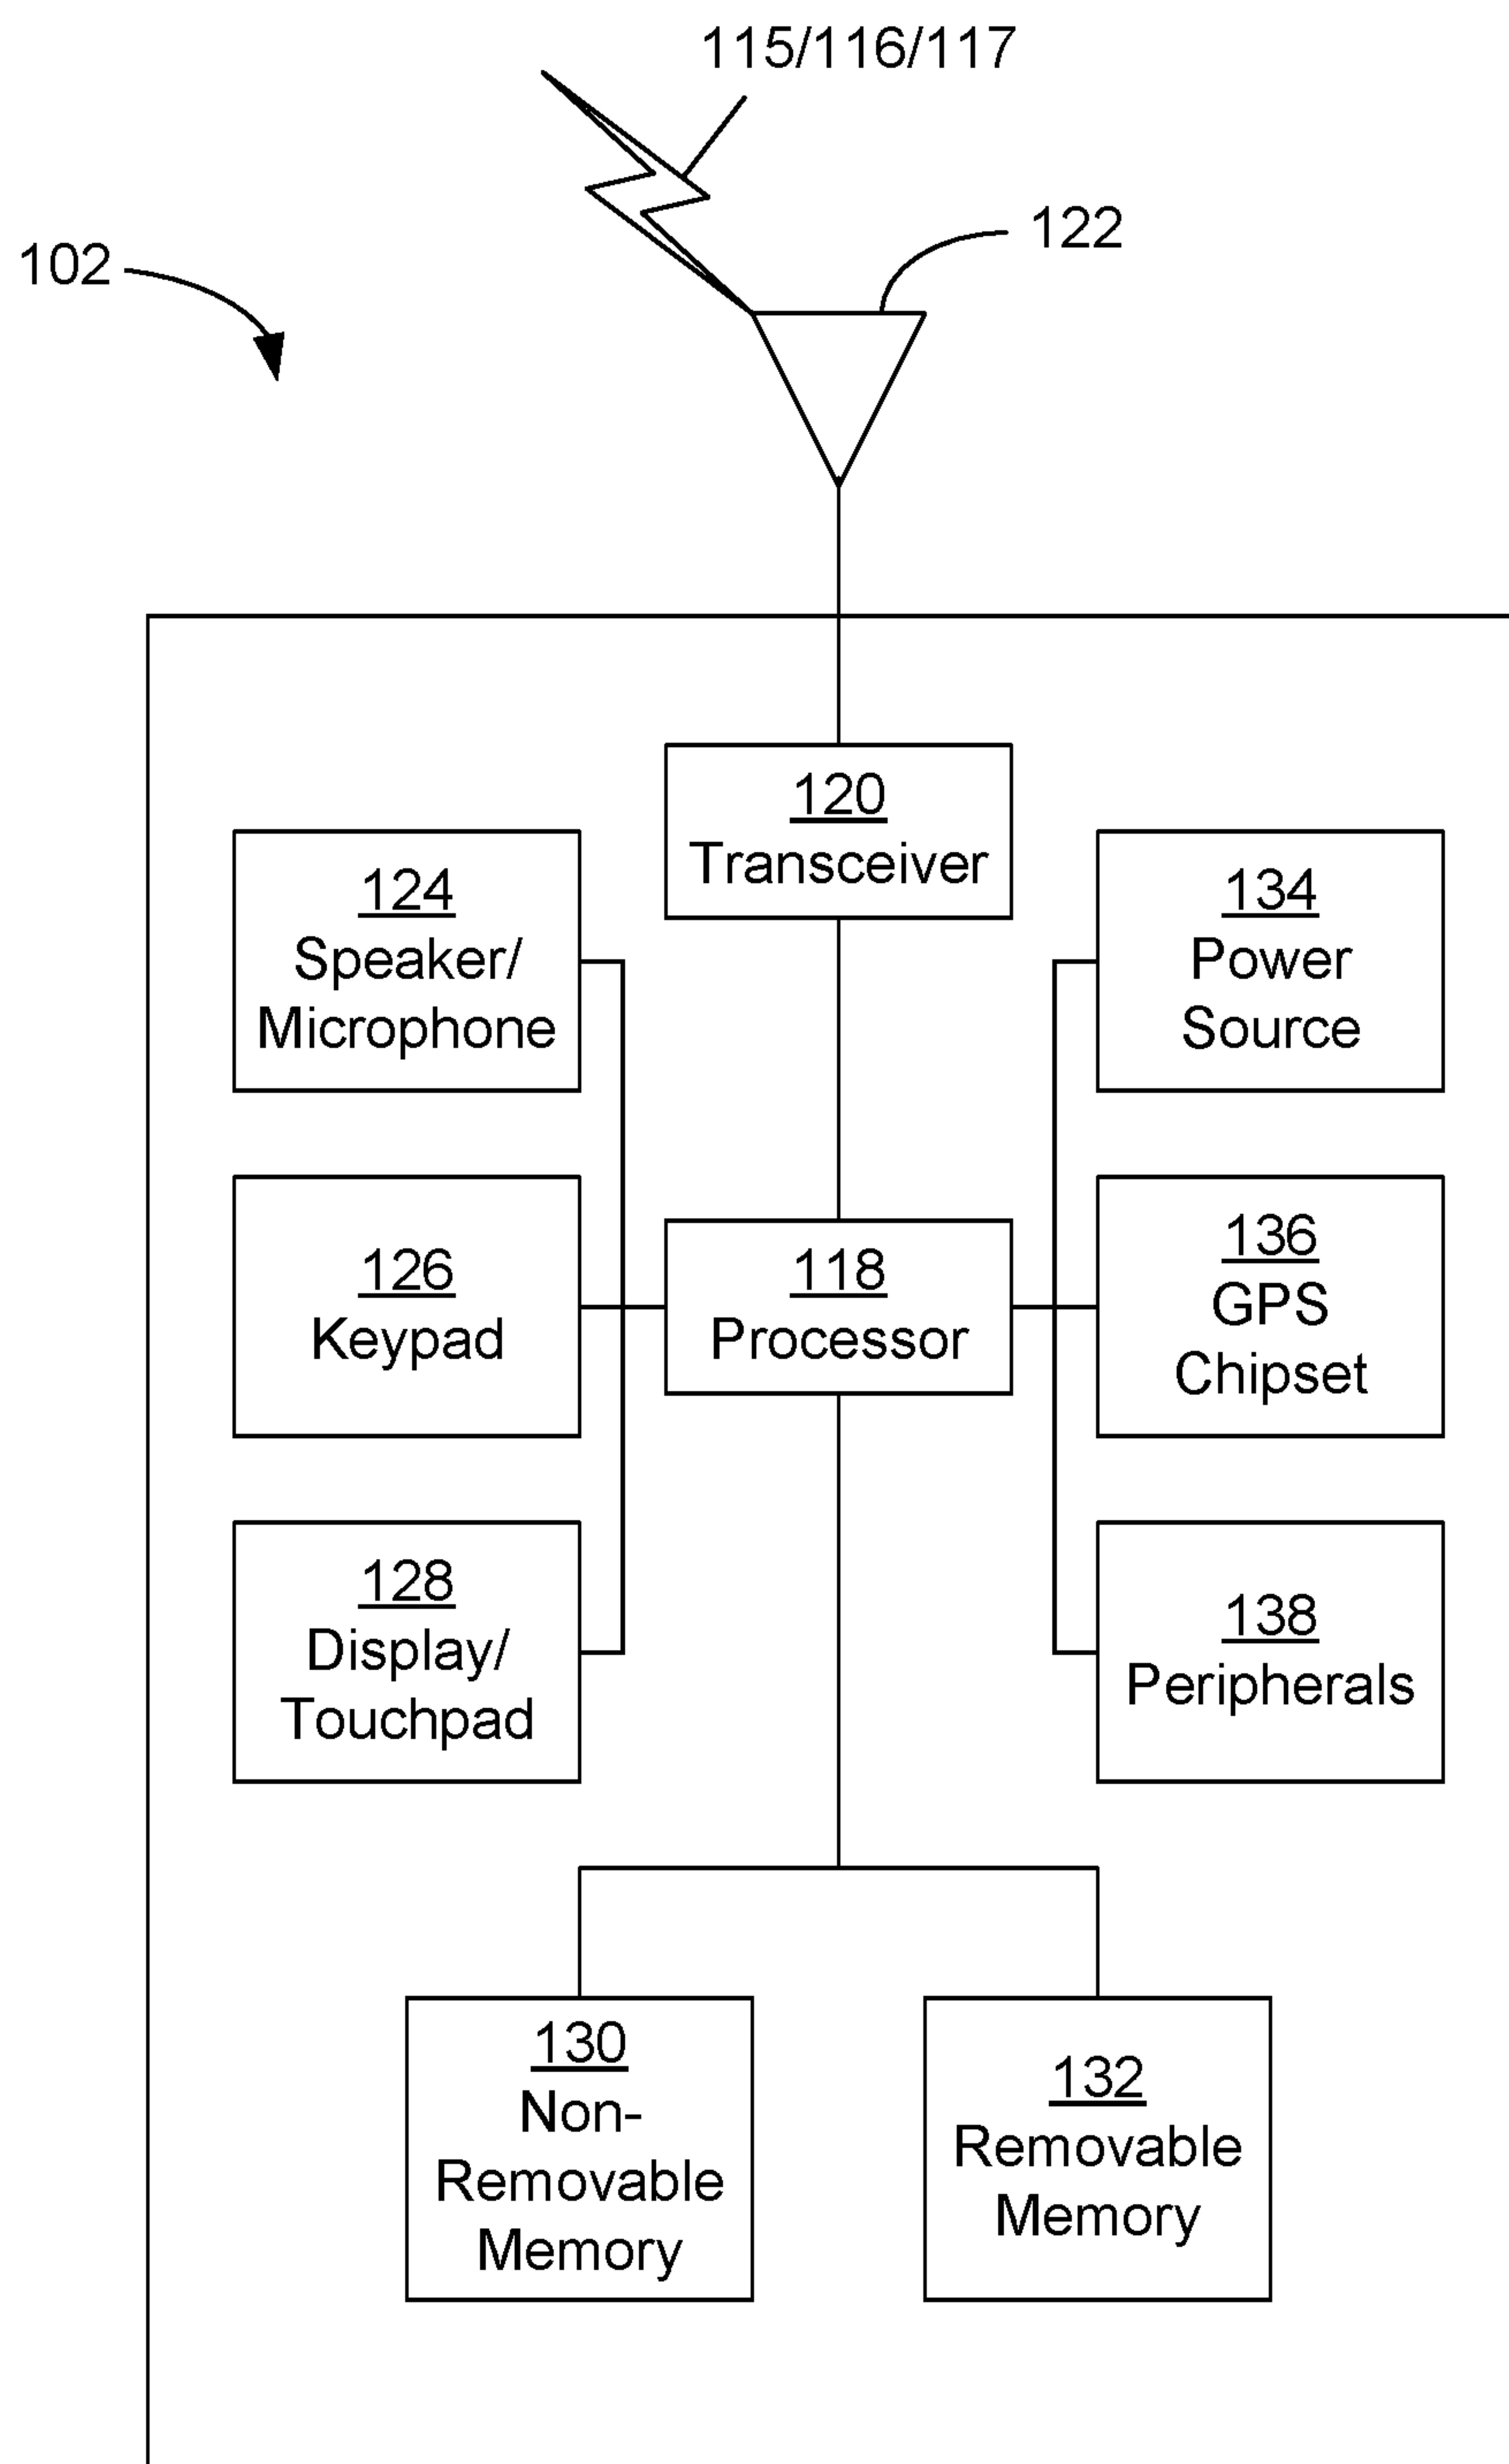 115/116/117
122
102
120
Transceiver
124
Speaker/
Microphone
134
Power
Source
126
Keypad
118
Processor
136
GPS
Chipset
128
Display/
Touchpad
138
Peripherals
130
Non-
Removable
Memory
132
Removable
Memory